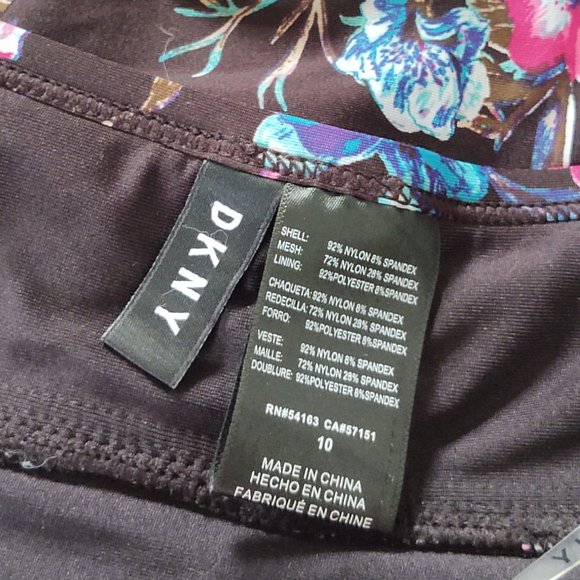 DKNY
SHELL: 92% NYLON 8% SPANDEX
MESH: 72% NYLON 28% SPANDEX
LINING: 92%POLYESTER 8%SPANDEX
CHAQUETA: 92% NYLON 8% SPANDEX
REDECILLA: 72% NYLON 28% SPANDEX
FORRO: 92%POLYESTER 8%SPANDEX
VESTE: 92% NYLON 8% SPANDEX
MAILLE: 72% NYLON 28% SPANDEX
DOUBLURE: 92%POLYESTER 8%SPANDEX
RN#54163 CA#57151
10
MADE IN CHINA
HECHO EN CHINA
FABRIQUÉ EN CHINE